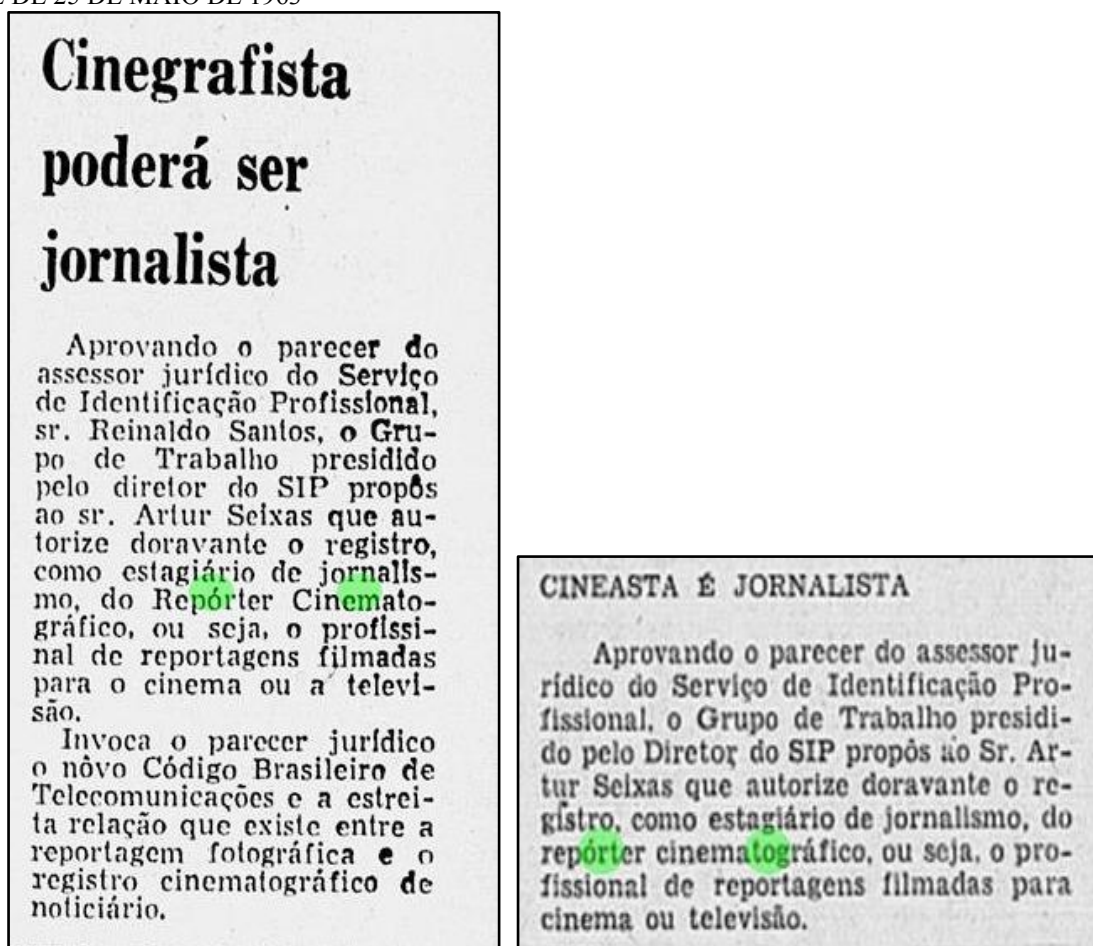 DE 25 DE MAIO DE 1963
Cinegrafista
poderá ser
jornalista
Aprovando o parecer do
assessor jurídico do Serviço
de Identificação Profissional,
sr. Reinaldo Santos, o Gru-
po de Trabalho presidido
pelo diretor do SIP propôs
ao sr. Artur Seixas que au-
torize doravante o registro,
como estagiário de jornalis-
mo, do Repórter Cinemato-
gráfico, ou seja, o profissi-
nal de reportagens filmadas
para o cinema ou a televi-
são.
Invoca o parecer jurídico
o nôvo Código Brasileiro de
Telecomunicações e a estrei-
ta relação que existe entre a
reportagem fotográfica e o
registro cinematográfico de
noticiário.
CINEASTA É JORNALISTA
Aprovando o parecer do assessor ju-
rídico do Serviço de Identificação Pro-
fissional, o Grupo de Trabalho presidi-
do pelo Diretor do SIP propôs ao Sr. Ar-
tur Seixas que autorize doravante o re-
gistro, como estagiário de jornalismo, do
repórter cinematográfico, ou seja, o pro-
fissional de reportagens filmadas para
cinema ou televisão.